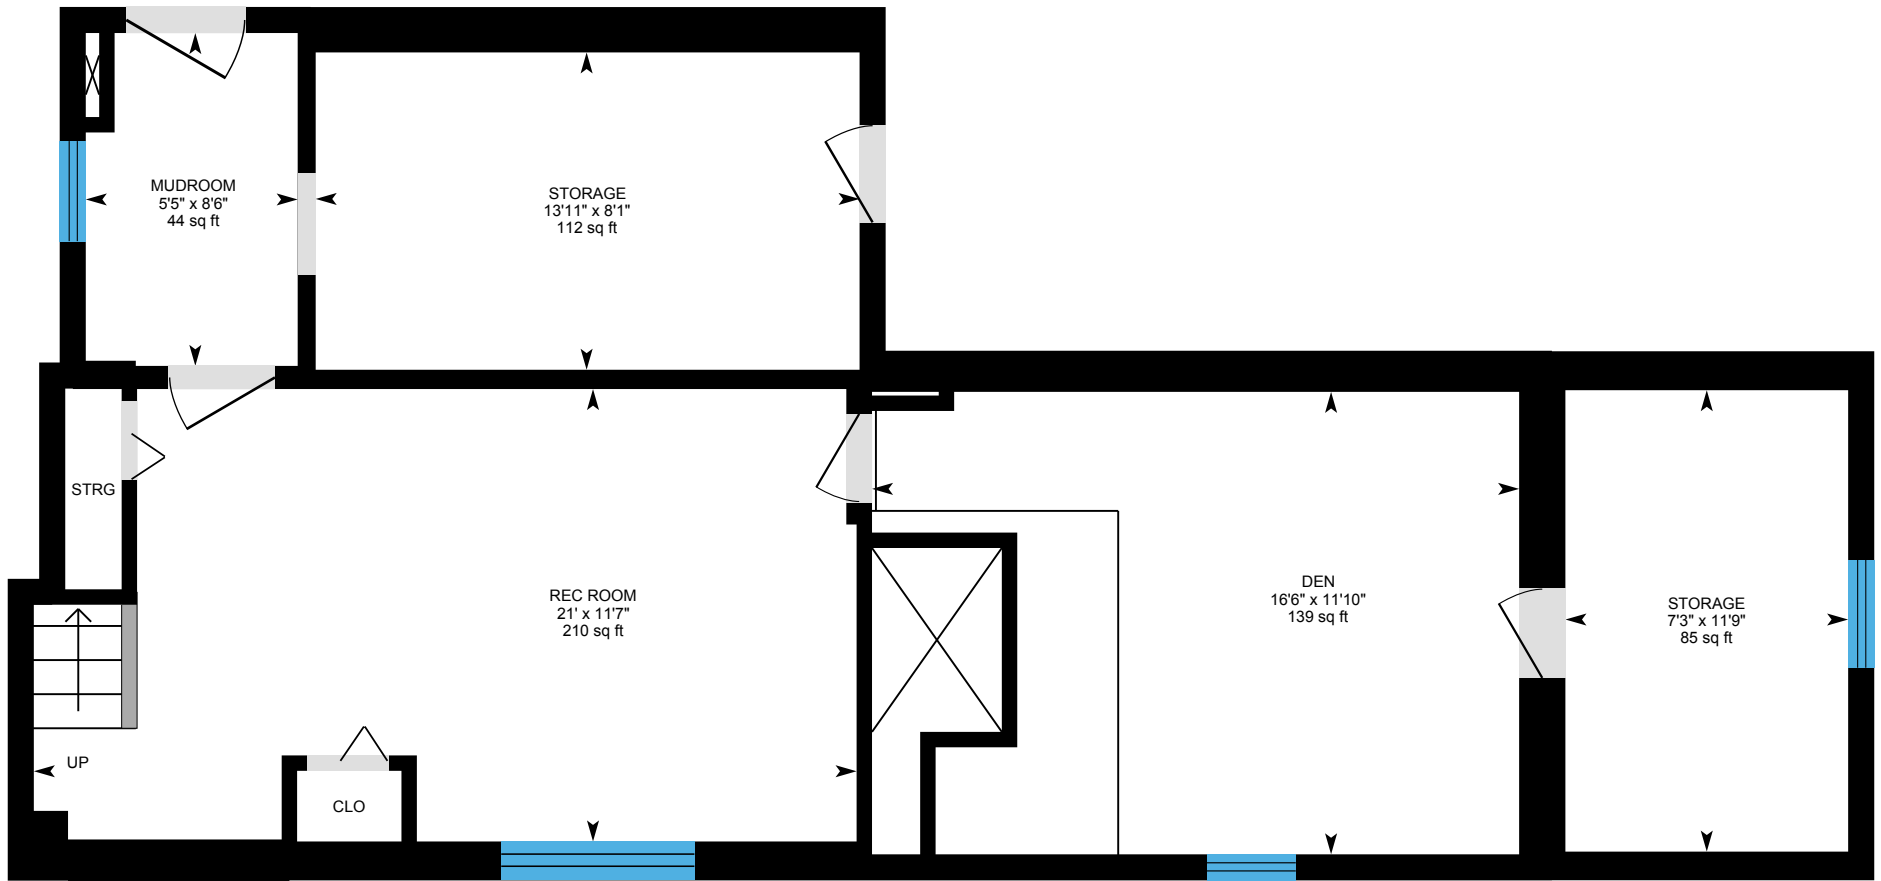 MUDROOM
5'5" x 8'6"
44 sq ft
STORAGE
13'11" x 8'1"
112 sq ft
STRG
REC ROOM
21' x 11'7"
210 sq ft
DEN
16'6" x 11'10"
139 sq ft
STORAGE
7'3" x 11'9"
85 sq ft
UP
CLO